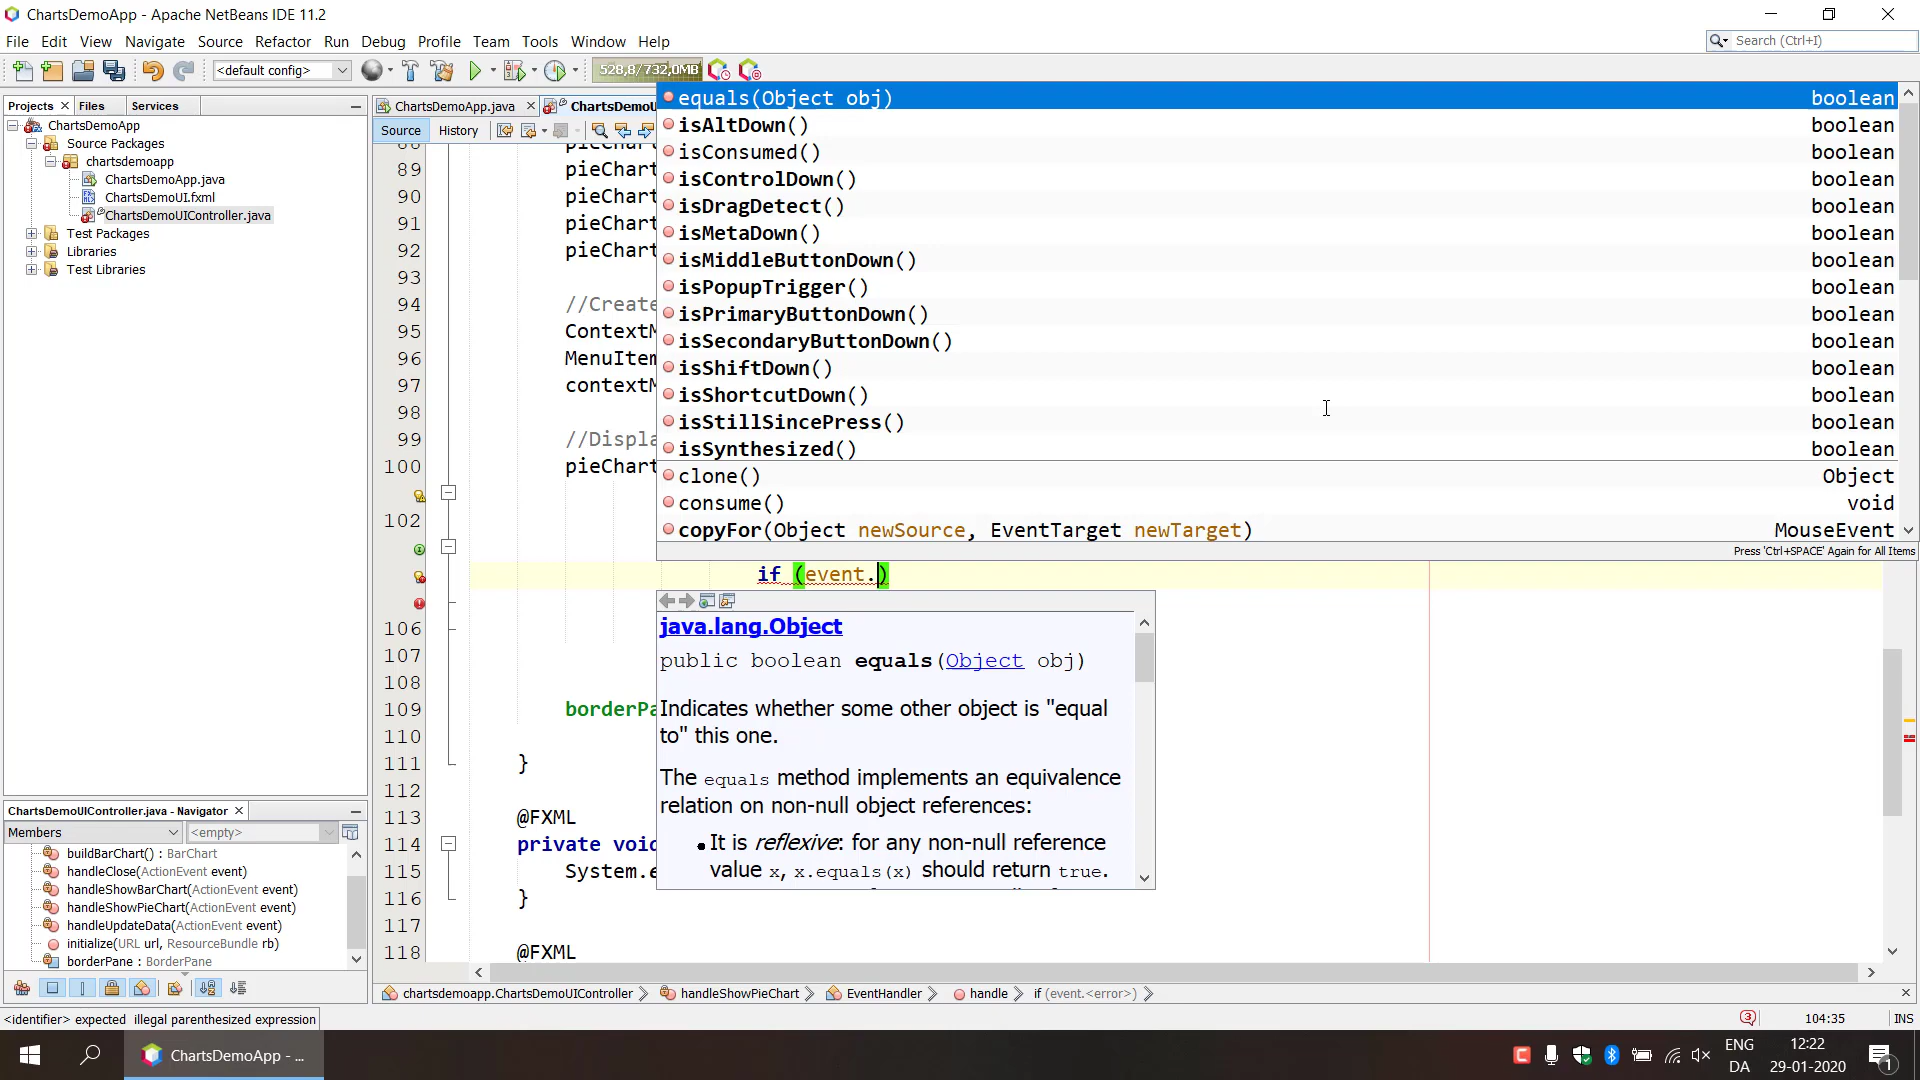 ChartsDemoApp - Apache NetBeans IDE 11.2
File Edit View Navigate Source Refactor Run Debug Profile Team Tools Window Help
Search (Ctrl+I)
<default config>
528,8/732,0MB
Projects Files Services
ChartsDemoApp
Source Packages
chartsdemoapp
ChartsDemoApp.java
ChartsDemoUI.fxml
ChartsDemoUIController.java
Test Packages
Libraries
Test Libraries
ChartsDemoApp.java ChartsDemoU
Source History
89 pieChart
90 pieChart
91 pieChart
92 pieChart
93
94 //Create
95 ContextM
96 MenuItem
97 contextM
98
99 //Displa
100 pieChart
102
if (event.)
106
107
108
109 borderPa
110
111 }
112
113 @FXML
114 private void
115 System.e
116 }
117
118 @FXML
equals(Object obj) boolean
isAltDown() boolean
isConsumed() boolean
isControlDown() boolean
isDragDetect() boolean
isMetaDown() boolean
isMiddleButtonDown() boolean
isPopupTrigger() boolean
isPrimaryButtonDown() boolean
isSecondaryButtonDown() boolean
isShiftDown() boolean
isShortcutDown() boolean
isStillSincePress() boolean
isSynthesized() boolean
clone() Object
consume() void
copyFor(Object newSource, EventTarget newTarget) MouseEvent
Press 'Ctrl+SPACE' Again for All Items
java.lang.Object
public boolean equals(Object obj)
Indicates whether some other object is "equal
to" this one.
The equals method implements an equivalence
relation on non-null object references:
• It is reflexive: for any non-null reference
value x, x.equals(x) should return true.
ChartsDemoUIController.java - Navigator
Members <empty>
buildBarChart() : BarChart
handleClose(ActionEvent event)
handleShowBarChart(ActionEvent event)
handleShowPieChart(ActionEvent event)
handleUpdateData(ActionEvent event)
initialize(URL url, ResourceBundle rb)
borderPane : BorderPane
chartsdemoapp.ChartsDemoUIController handleShowPieChart EventHandler handle if (event.<error>)
<identifier> expected illegal parenthesized expression
3 104:35 INS
ChartsDemoApp - ...
ENG
DA
12:22
29-01-2020
1